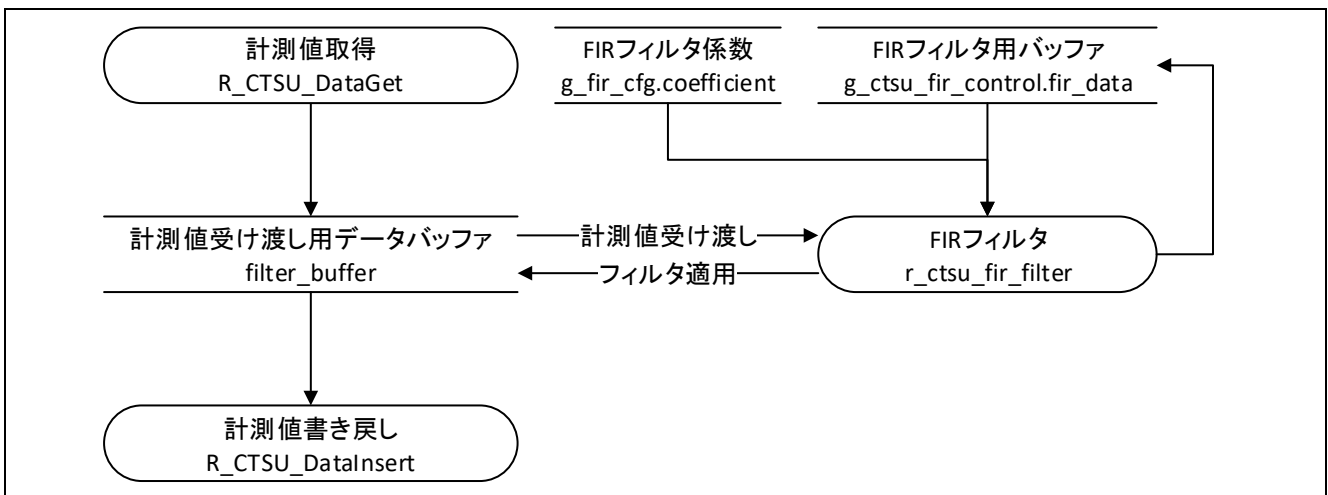 計測値取得
R_CTSU_DataGet
FIRフィルタ係数
g_fir_cfg.coefficient
FIRフィルタ用バッファ
g_ctsu_fir_control.fir_data
計測値受け渡し用データバッファ
filter_buffer
計測値受け渡し
フィルタ適用
FIRフィルタ
r_ctsu_fir_filter
計測値書き戻し
R_CTSU_DataInsert